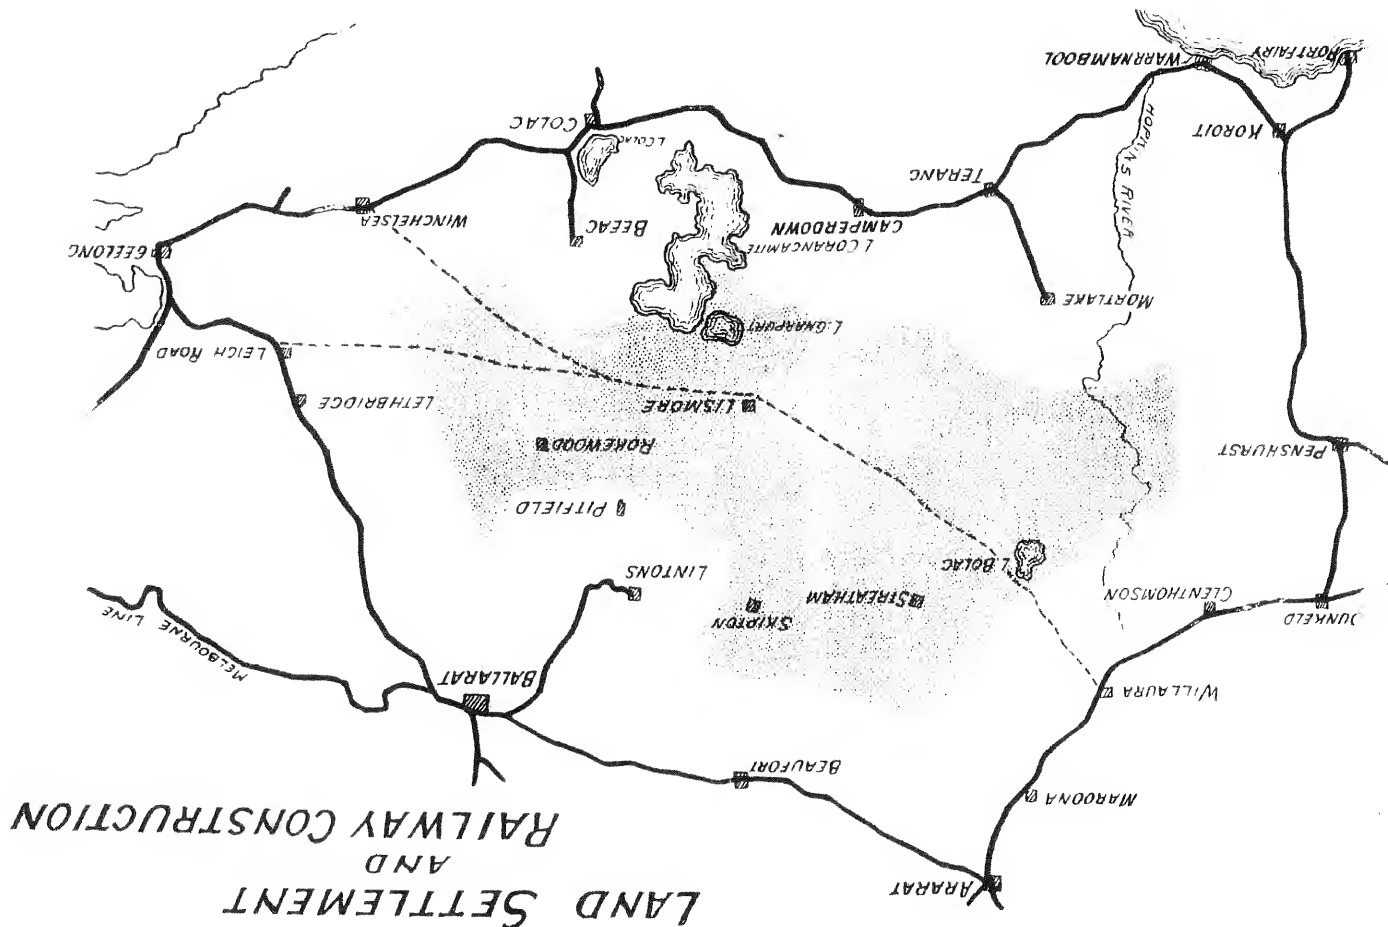 LAND SETTLEMENT
AND
RAILWAY CONSTRUCTION
ARARAT
MAROONA
BEAUFORT
WILLAURA
BALLARAT
MELBOURNE LINE
DUNKELD
GLENTHOMSON
STREATHAM
SKIPTON
LINTONS
L. BOLAC
PITFIELD
PENSHURST
ROKEWOOD
LISMORE
LETHBRIDGE
LEIGH ROAD
L. GNARPURT
MORTLAKE
L. CORANGAMITE
CAMPERDOWN
BEEAC
WINCHELSEA
GEELONG
HOPKINS RIVER
TERANG
L. COLAC
COLAC
KOROIT
WARRNAMBOOL
PORTFAIRY